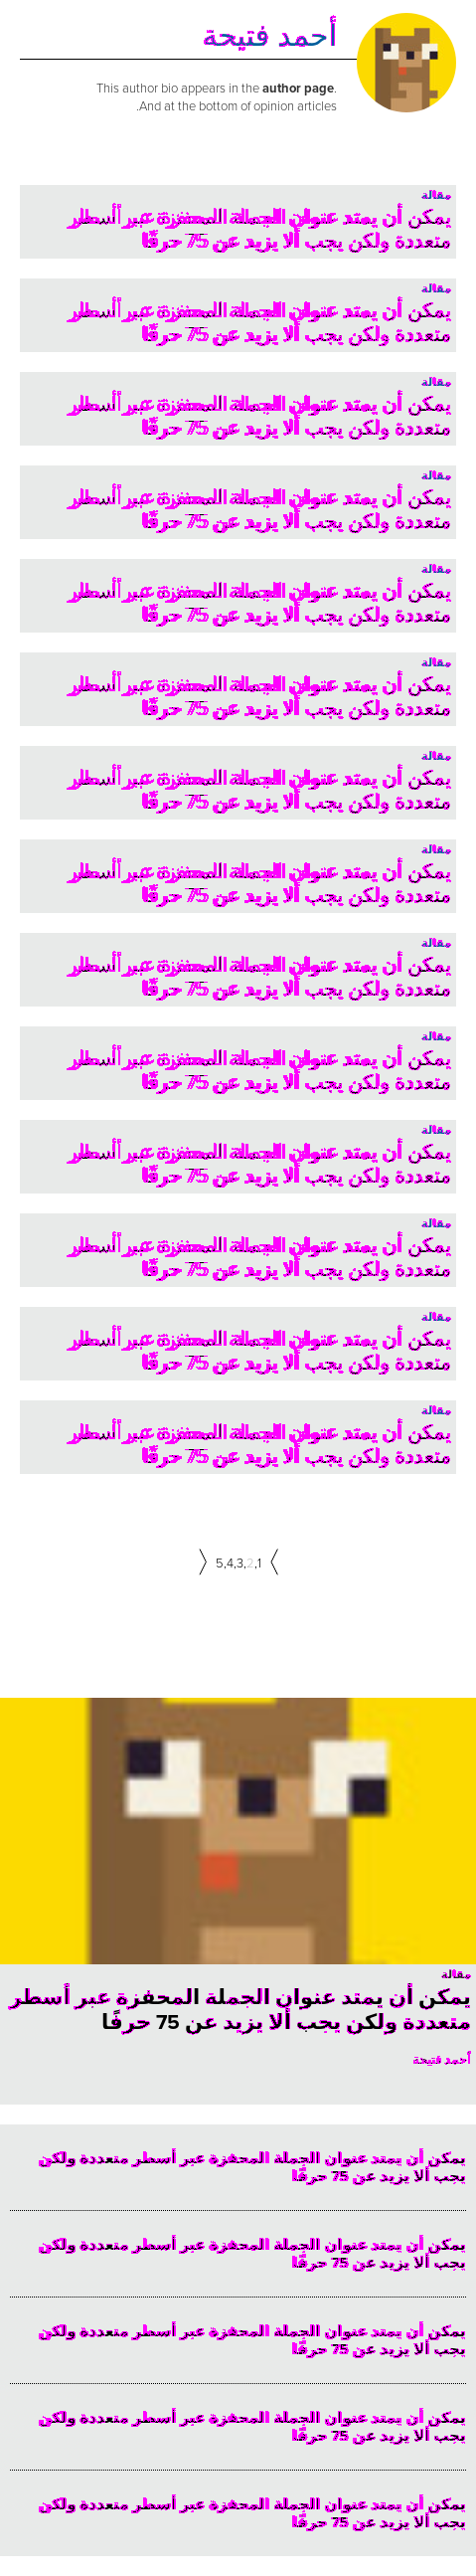 أحمد فتيحة
This author bio appears in the author page.
And at the bottom of opinion articles.
مقالة
يمكن أن يمتد عنوان الجملة المحفزة عبر أسطر
متعددة ولكن يجب ألا يزيد عن 75 حرفًا
مقالة
يمكن أن يمتد عنوان الجملة المحفزة عبر أسطر
متعددة ولكن يجب ألا يزيد عن 75 حرفًا
مقالة
يمكن أن يمتد عنوان الجملة المحفزة عبر أسطر
متعددة ولكن يجب ألا يزيد عن 75 حرفًا
مقالة
يمكن أن يمتد عنوان الجملة المحفزة عبر أسطر
متعددة ولكن يجب ألا يزيد عن 75 حرفًا
مقالة
يمكن أن يمتد عنوان الجملة المحفزة عبر أسطر
متعددة ولكن يجب ألا يزيد عن 75 حرفًا
مقالة
يمكن أن يمتد عنوان الجملة المحفزة عبر أسطر
متعددة ولكن يجب ألا يزيد عن 75 حرفًا
مقالة
يمكن أن يمتد عنوان الجملة المحفزة عبر أسطر
متعددة ولكن يجب ألا يزيد عن 75 حرفًا
مقالة
يمكن أن يمتد عنوان الجملة المحفزة عبر أسطر
متعددة ولكن يجب ألا يزيد عن 75 حرفًا
مقالة
يمكن أن يمتد عنوان الجملة المحفزة عبر أسطر
متعددة ولكن يجب ألا يزيد عن 75 حرفًا
مقالة
يمكن أن يمتد عنوان الجملة المحفزة عبر أسطر
متعددة ولكن يجب ألا يزيد عن 75 حرفًا
مقالة
يمكن أن يمتد عنوان الجملة المحفزة عبر أسطر
متعددة ولكن يجب ألا يزيد عن 75 حرفًا
مقالة
يمكن أن يمتد عنوان الجملة المحفزة عبر أسطر
متعددة ولكن يجب ألا يزيد عن 75 حرفًا
مقالة
يمكن أن يمتد عنوان الجملة المحفزة عبر أسطر
متعددة ولكن يجب ألا يزيد عن 75 حرفًا
مقالة
يمكن أن يمتد عنوان الجملة المحفزة عبر أسطر
متعددة ولكن يجب ألا يزيد عن 75 حرفًا
5,4,3,2,1
مقالة
يمكن أن يمتد عنوان الجملة المحفزة عبر أسطر
متعددة ولكن يجب ألا يزيد عن 75 حرفًا
أحمد فتيحة
يمكن أن يمتد عنوان الجملة المحفزة عبر أسطر متعددة ولكن
يجب ألا يزيد عن 75 حرفًا
يمكن أن يمتد عنوان الجملة المحفزة عبر أسطر متعددة ولكن
يجب ألا يزيد عن 75 حرفًا
يمكن أن يمتد عنوان الجملة المحفزة عبر أسطر متعددة ولكن
يجب ألا يزيد عن 75 حرفًا
يمكن أن يمتد عنوان الجملة المحفزة عبر أسطر متعددة ولكن
يجب ألا يزيد عن 75 حرفًا
يمكن أن يمتد عنوان الجملة المحفزة عبر أسطر متعددة ولكن
يجب ألا يزيد عن 75 حرفًا